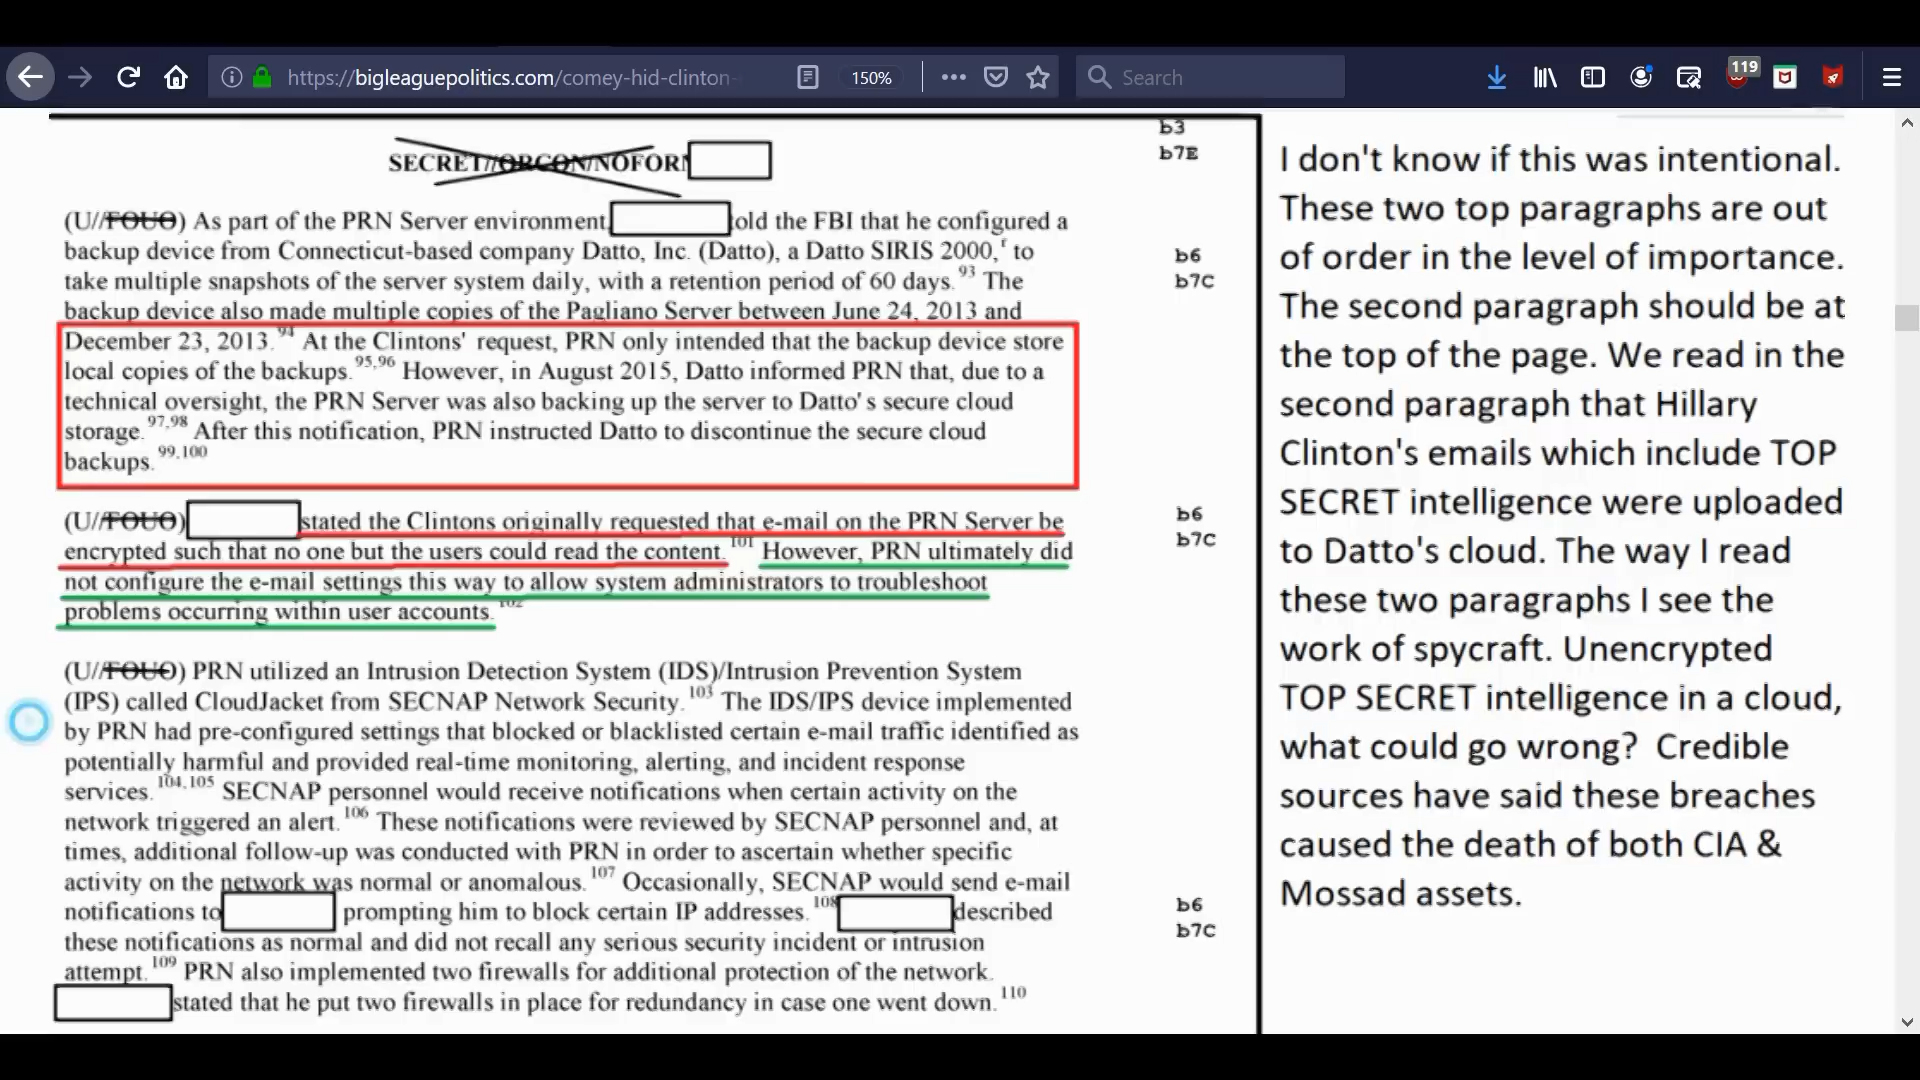 https://bigleaguepolitics.com/comey-hid-clinton-
150%
Search
119
SECRET//ORCON/NOFORN
b3
b7E
(U//FOUO) As part of the PRN Server environment, told the FBI that he configured a
backup device from Connecticut-based company Datto, Inc. (Datto), a Datto SIRIS 2000,ʳ to
take multiple snapshots of the server system daily, with a retention period of 60 days.⁹³ The
backup device also made multiple copies of the Pagliano Server between June 24, 2013 and
December 23, 2013.⁹⁴ At the Clintons' request, PRN only intended that the backup device store
local copies of the backups.⁹⁵,⁹⁶ However, in August 2015, Datto informed PRN that, due to a
technical oversight, the PRN Server was also backing up the server to Datto's secure cloud
storage.⁹⁷,⁹⁸ After this notification, PRN instructed Datto to discontinue the secure cloud
backups.⁹⁹,¹⁰⁰
b6
b7C
(U//FOUO) stated the Clintons originally requested that e-mail on the PRN Server be
encrypted such that no one but the users could read the content.¹⁰¹ However, PRN ultimately did
not configure the e-mail settings this way to allow system administrators to troubleshoot
problems occurring within user accounts.¹⁰²
b6
b7C
(U//FOUO) PRN utilized an Intrusion Detection System (IDS)/Intrusion Prevention System
(IPS) called CloudJacket from SECNAP Network Security.¹⁰³ The IDS/IPS device implemented
by PRN had pre-configured settings that blocked or blacklisted certain e-mail traffic identified as
potentially harmful and provided real-time monitoring, alerting, and incident response
services.¹⁰⁴,¹⁰⁵ SECNAP personnel would receive notifications when certain activity on the
network triggered an alert.¹⁰⁶ These notifications were reviewed by SECNAP personnel and, at
times, additional follow-up was conducted with PRN in order to ascertain whether specific
activity on the network was normal or anomalous.¹⁰⁷ Occasionally, SECNAP would send e-mail
notifications to prompting him to block certain IP addresses.¹⁰⁸ described
these notifications as normal and did not recall any serious security incident or intrusion
attempt.¹⁰⁹ PRN also implemented two firewalls for additional protection of the network.
stated that he put two firewalls in place for redundancy in case one went down.¹¹⁰
b6
b7C
I don't know if this was intentional.
These two top paragraphs are out
of order in the level of importance.
The second paragraph should be at
the top of the page. We read in the
second paragraph that Hillary
Clinton's emails which include TOP
SECRET intelligence were uploaded
to Datto's cloud. The way I read
these two paragraphs I see the
work of spycraft. Unencrypted
TOP SECRET intelligence in a cloud,
what could go wrong? Credible
sources have said these breaches
caused the death of both CIA &
Mossad assets.